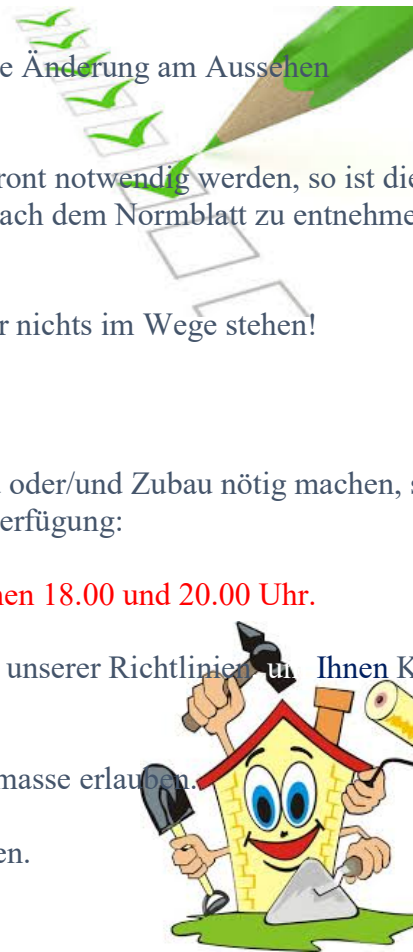 e Änderung am Aussehen
ront notwendig werden, so ist die
ach dem Normblatt zu entnehme
r nichts im Wege stehen!
oder/und Zubau nötig machen, s
erfügung:
nen 18.00 und 20.00 Uhr.
unserer Richtlinien um Ihnen K
masse erlauben.
en.